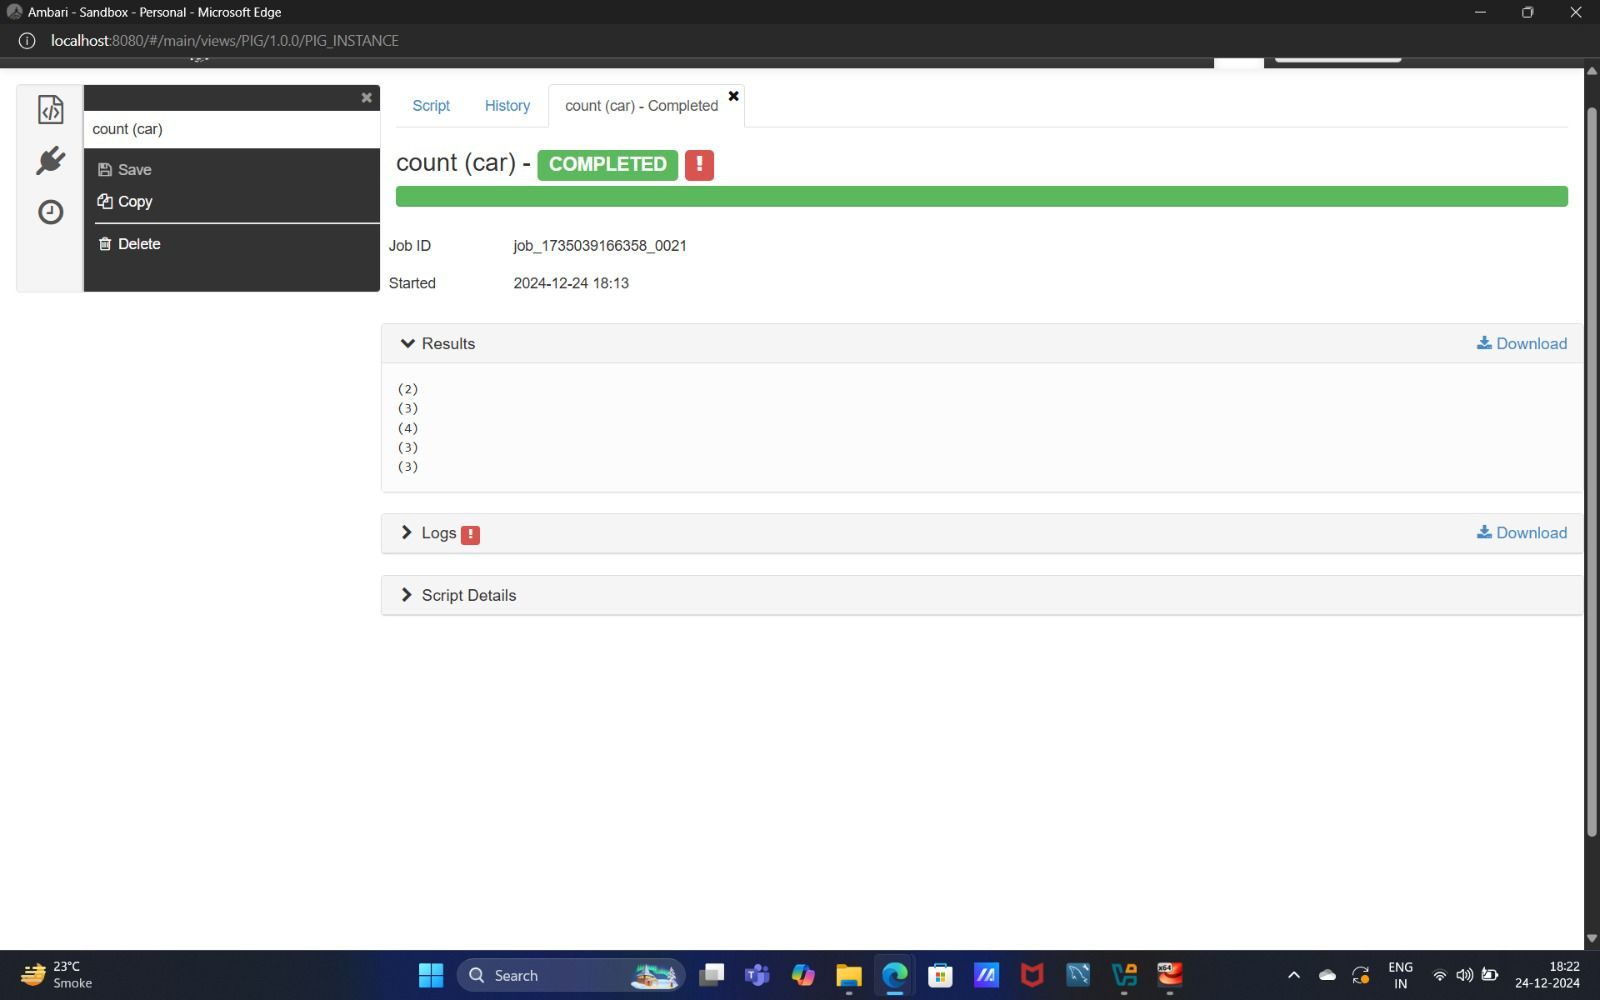 Ambari - Sandbox - Personal - Microsoft Edge
localhost:8080/#/main/views/PIG/1.0.0/PIG_INSTANCE
count (car)
Save
Copy
Delete
Script History count (car) - Completed
count (car) - COMPLETED !
Job ID job_1735039166358_0021
Started 2024-12-24 18:13
Results Download
(2)
(3)
(4)
(3)
(3)
Logs ! Download
Script Details
23°C
Smoke
Search
x64
ENG
IN
18:22
24-12-2024